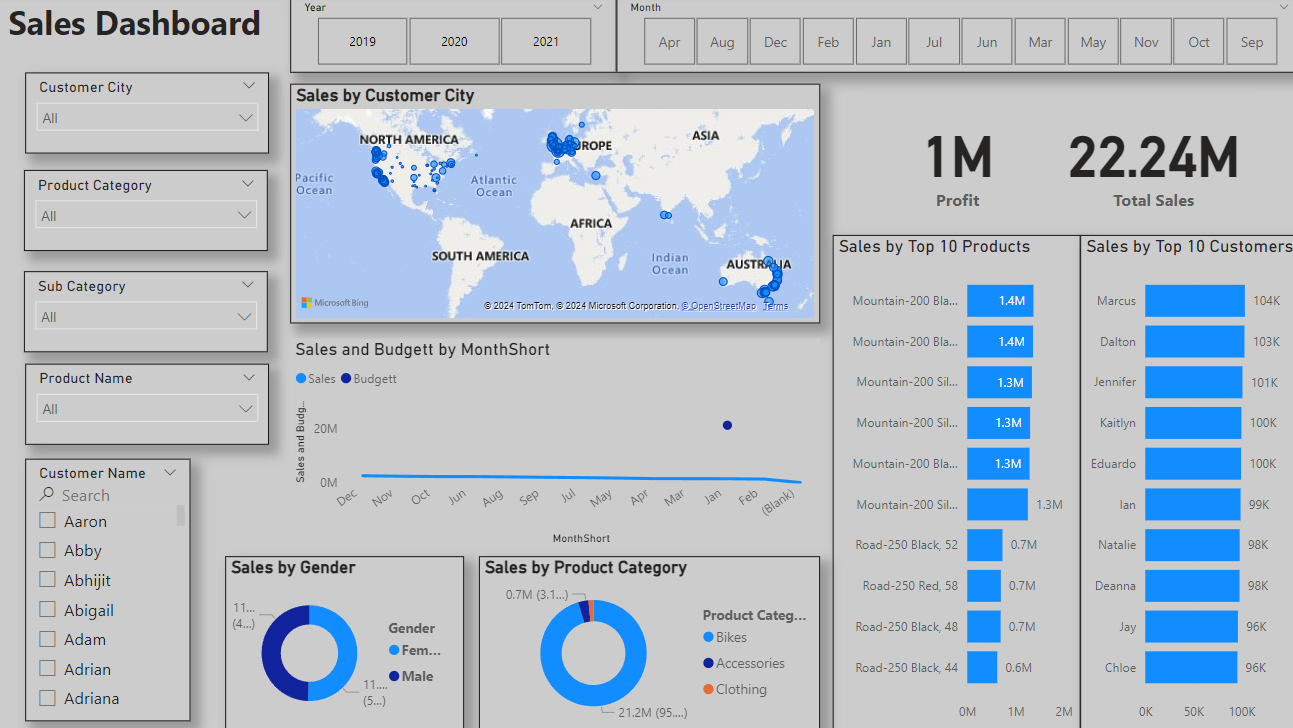 Sales Dashboard
Year
2019 2020 2021
Month
Apr Aug Dec Feb Jan Jul Jun Mar May Nov Oct Sep
Customer City
All
Product Category
All
Sub Category
All
Product Name
All
Customer Name
Search
Aaron
Abby
Abhijit
Abigail
Adam
Adrian
Adriana
Sales by Customer City
NORTH AMERICA
ROPE
ASIA
Pacific
Ocean
Atlantic
Ocean
AFRICA
SOUTH AMERICA
Indian
Ocean
AUSTRALIA
Microsoft Bing
© 2024 TomTom, © 2024 Microsoft Corporation, © OpenStreetMap Terms
1M
Profit
22.24M
Total Sales
Sales and Budgett by MonthShort
Sales Budgett
Sales and Budg...
20M
0M
Dec Nov Oct Jun Aug Sep Jul May Apr Mar Jan Feb (Blank)
MonthShort
Sales by Gender
11...
(4...)
11....
(5...)
Gender
Fem...
Male
Sales by Product Category
0.7M (3.1...)
21.2M (95....)
Product Categ...
Bikes
Accessories
Clothing
Sales by Top 10 Products
Mountain-200 Bla... 1.4M
Mountain-200 Bla... 1.4M
Mountain-200 Sil... 1.3M
Mountain-200 Sil... 1.3M
Mountain-200 Bla... 1.3M
Mountain-200 Sil... 1.3M
Road-250 Black, 52 0.7M
Road-250 Red, 58 0.7M
Road-250 Black, 48 0.7M
Road-250 Black, 44 0.6M
0M 1M 2M
Sales by Top 10 Customers
Marcus 104K
Dalton 103K
Jennifer 101K
Kaitlyn 100K
Eduardo 100K
Ian 99K
Natalie 98K
Deanna 98K
Jay 96K
Chloe 96K
0K 50K 100K